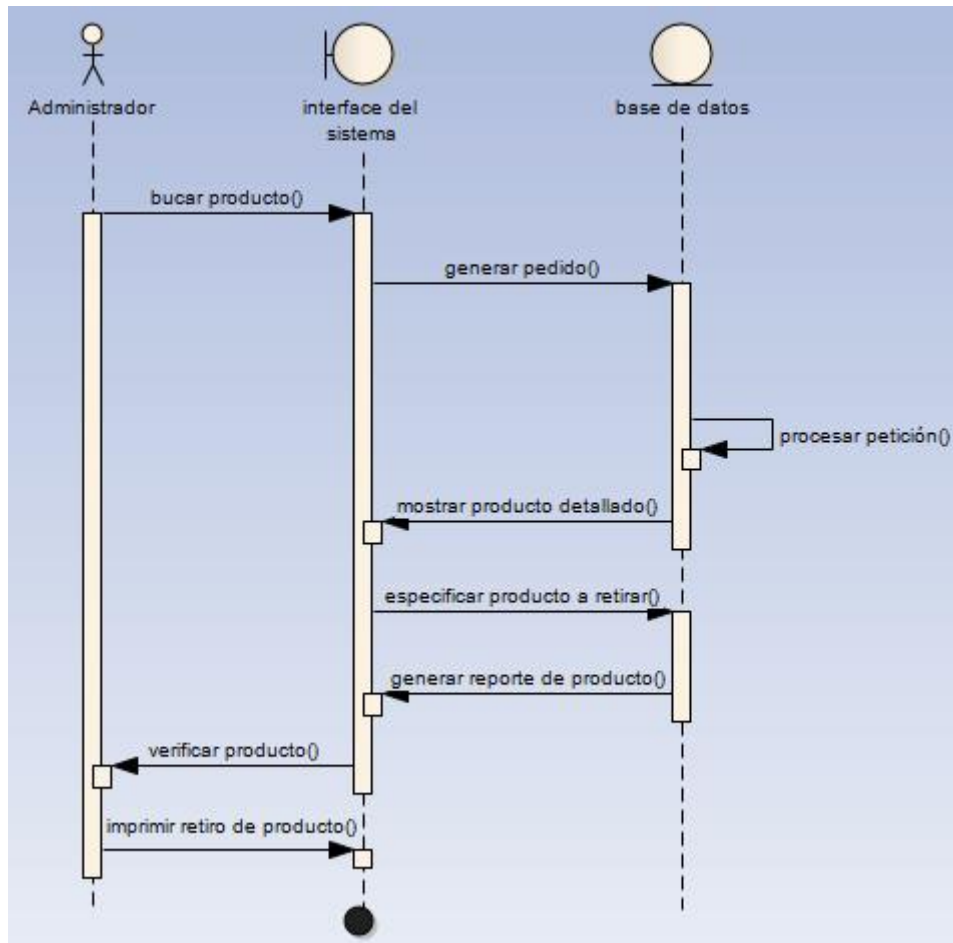 Administrador
interface del
sistema
base de datos
bucar producto()
generar pedido()
procesar petición()
mostrar producto detallado()
especificar producto a retirar()
generar reporte de producto()
verificar producto()
imprimir retiro de producto()